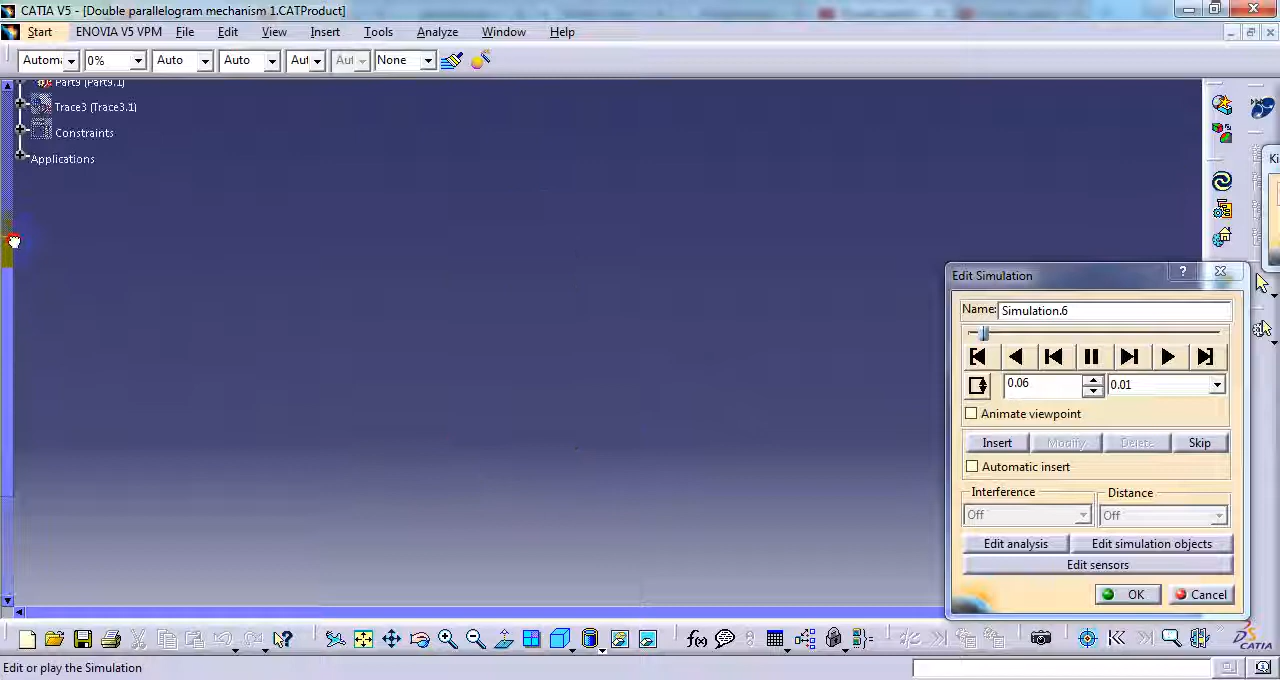 CATIA V5 - [Double parallelogram mechanism 1.CATProduct]
Start ENOVIA V5 VPM File Edit View Insert Tools Analyze Window Help
Autom 0% Auto Auto Aut Aut None
Part9 (Part9.1)
Trace3 (Trace3.1)
Constraints
Applications
Ki
Edit Simulation
Name: Simulation.6
0.06 0.01
Animate viewpoint
Insert Modify Delete Skip
Automatic insert
Interference Distance
Off Off
Edit analysis Edit simulation objects
Edit sensors
OK Cancel
f(x)
CATIA
Edit or play the Simulation